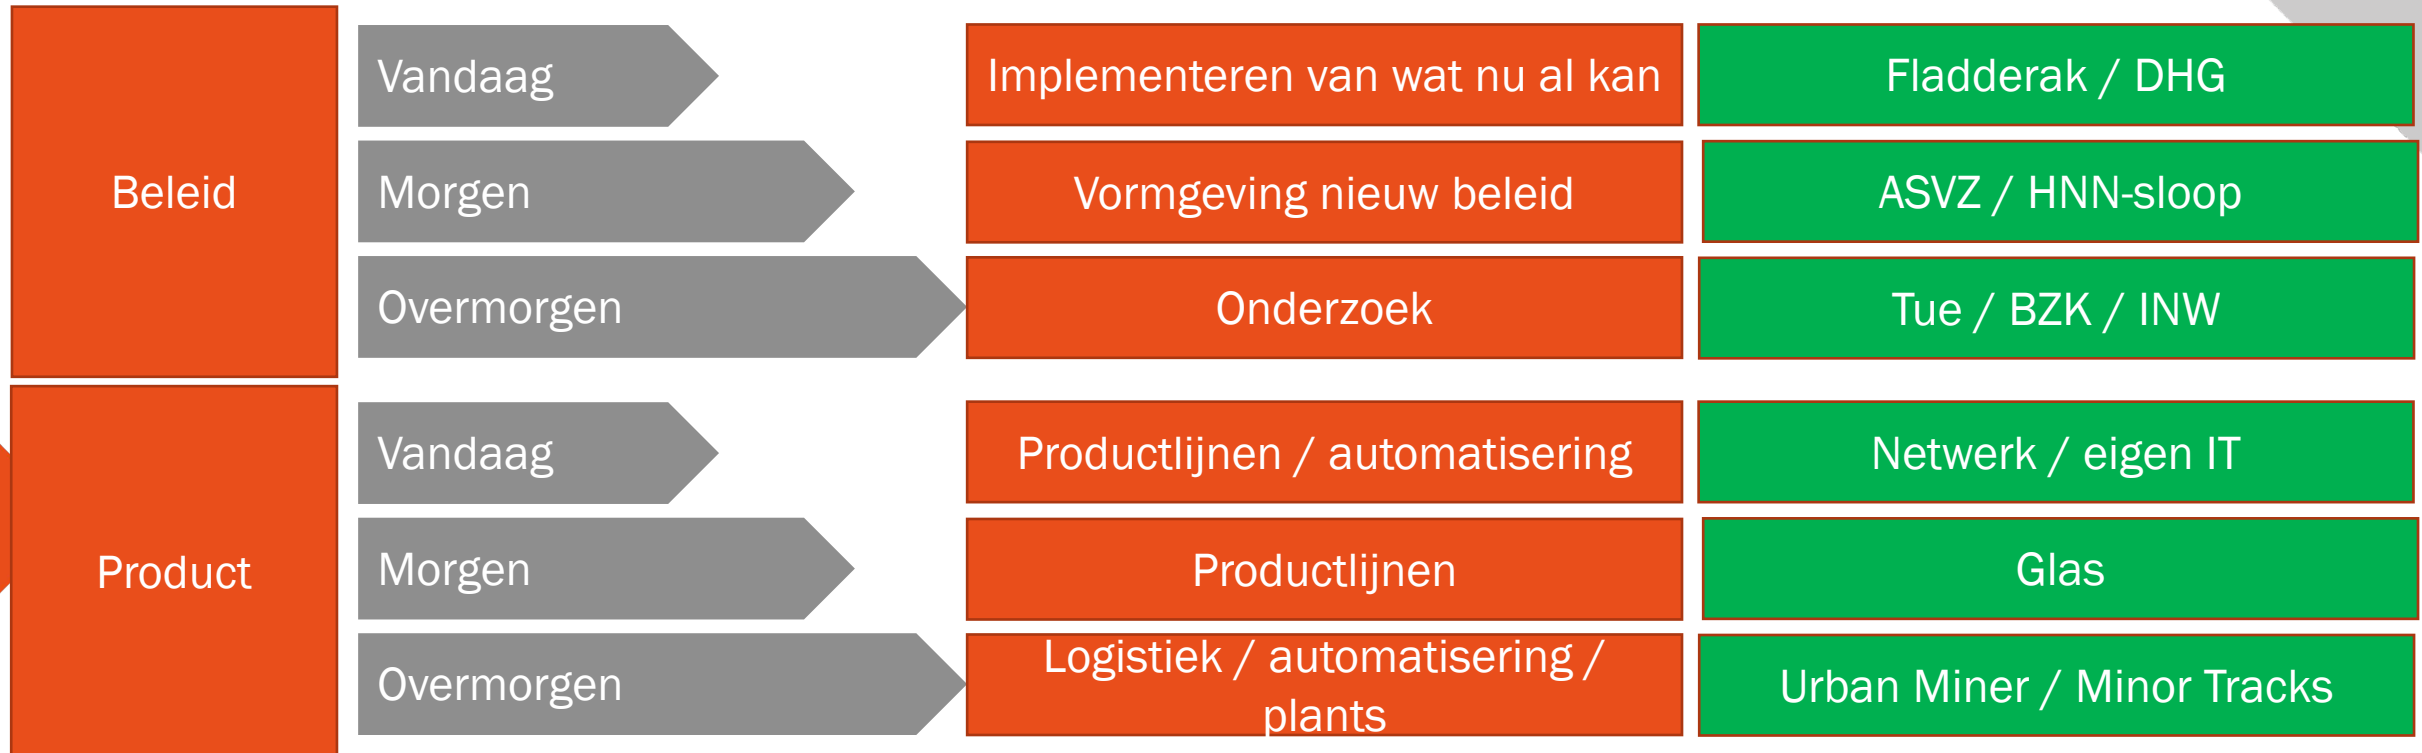 Beleid
Vandaag
Implementeren van wat nu al kan
Fladderak / DHG
Morgen
Vormgeving nieuw beleid
ASVZ / HNN-sloop
Overmorgen
Onderzoek
Tue / BZK / INW
Product
Vandaag
Productlijnen / automatisering
Netwerk / eigen IT
Morgen
Productlijnen
Glas
Overmorgen
Logistiek / automatisering /
plants
Urban Miner / Minor Tracks